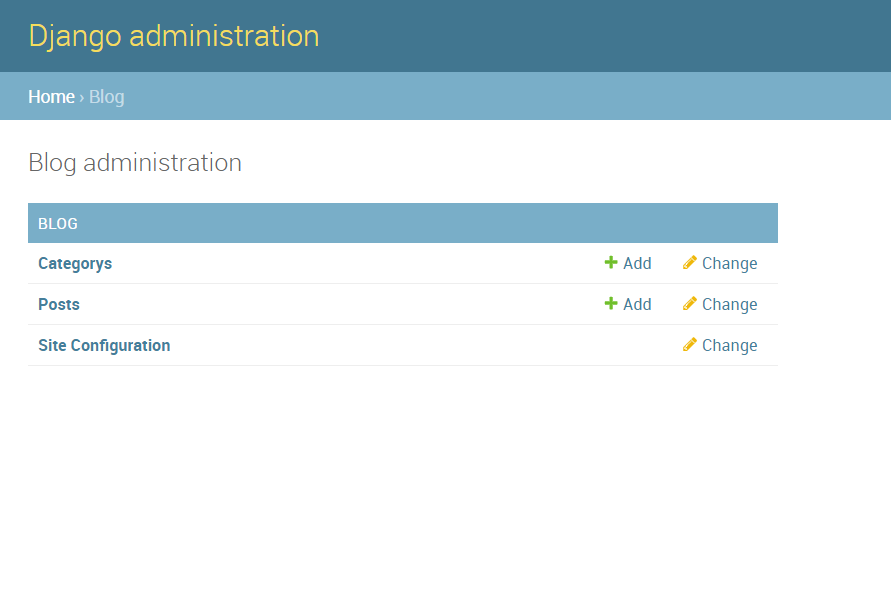 Django administration
Home › Blog
Blog administration
BLOG
Categorys Add Change
Posts Add Change
Site Configuration Change